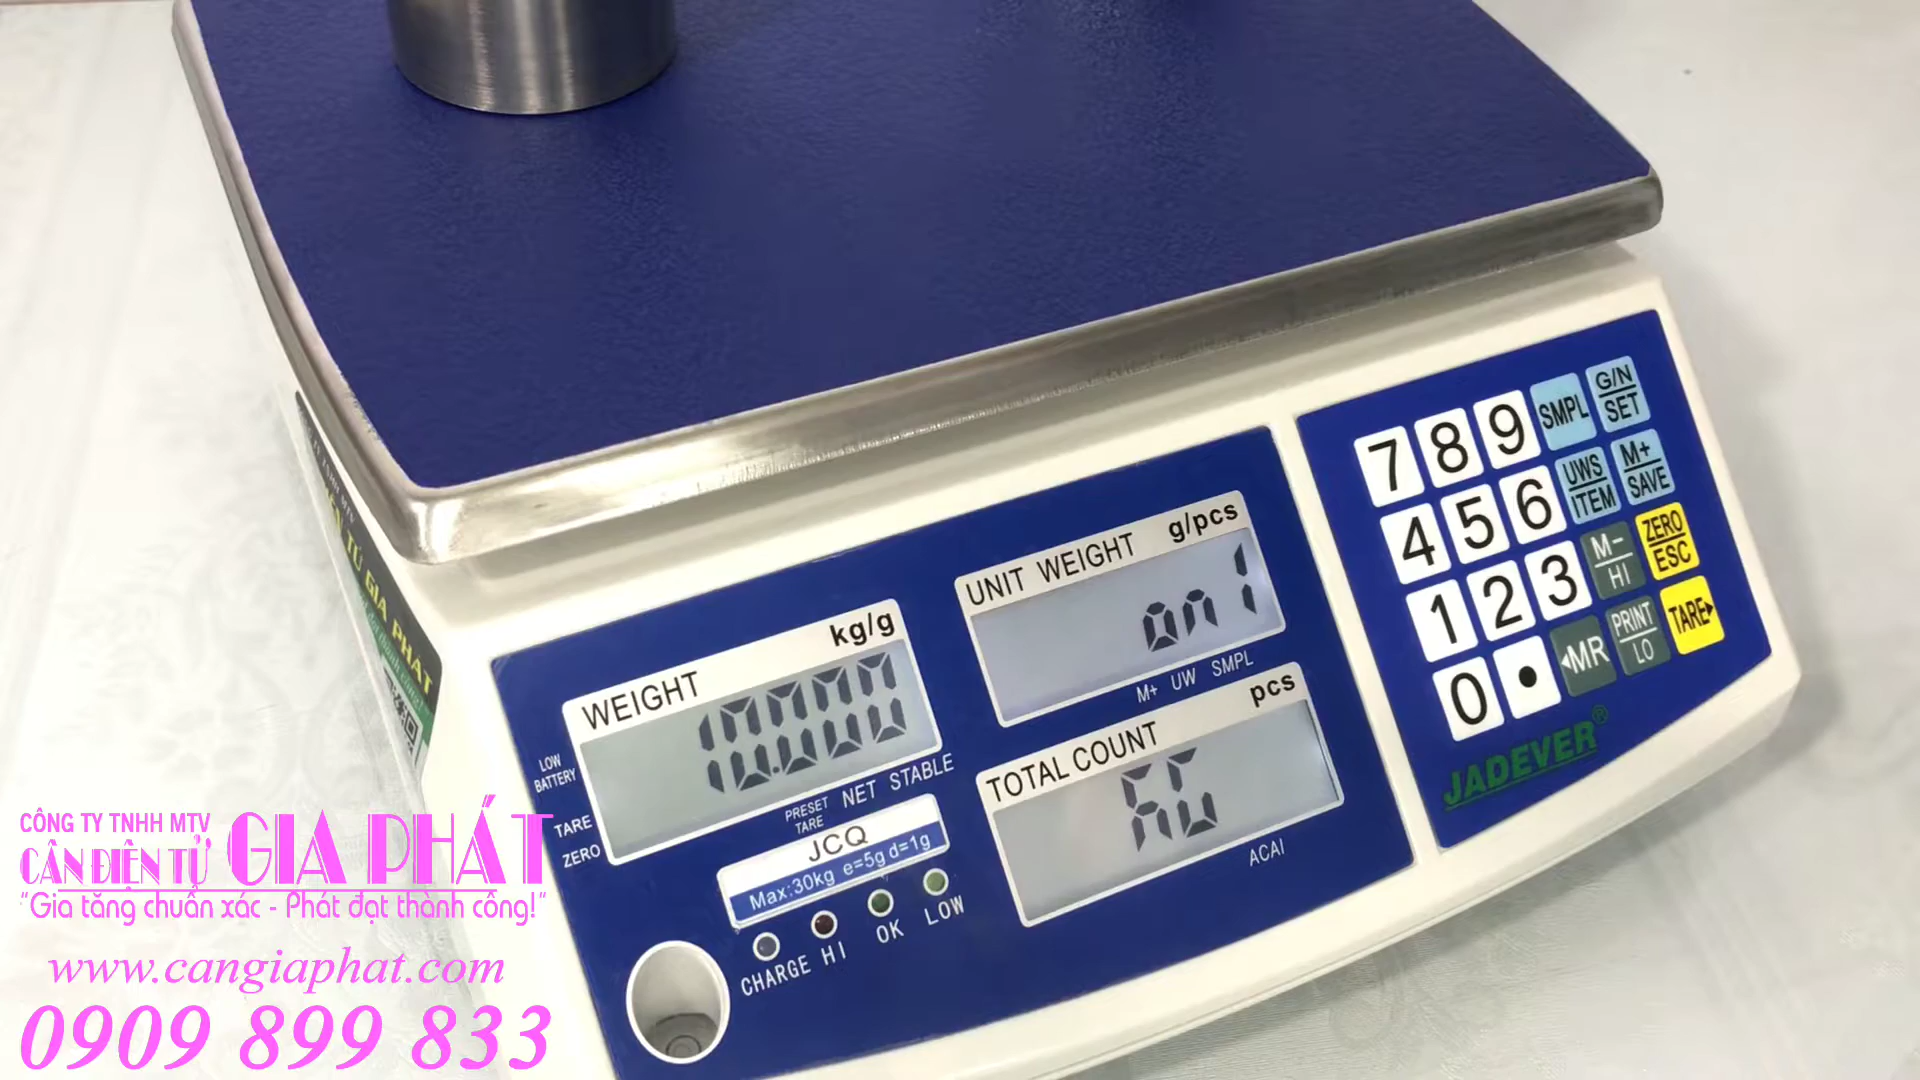 kg/g
WEIGHT
10.000
LOW
BATTERY
TARE
ZERO
PRESET
TARE
NET
STABLE
JCQ
Max:30kg e=5g d=1g
CHARGE
HI
OK
LOW
g/pcs
UNIT WEIGHT
M+
UW
SMPL
pcs
TOTAL COUNT
ACAI
7 8 9 SMPL G/N SET
4 5 6 UWS ITEM M+ SAVE
1 2 3 M- HI ZERO ESC
0 • ◂MR PRINT LO TARE▸
JADEVER®
GIA PHÁT
CÔNG TY TNHH MTV
CÂN ĐIỆN TỬ GIA PHÁT
"Gia tăng chuẩn xác - Phát đạt thành công!"
www.cangiaphat.com
0909 899 833